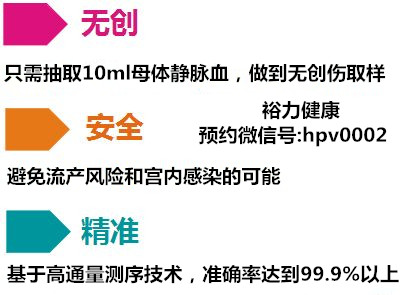 无创
只需抽取10ml母体静脉血，做到无创伤取样
安全
裕力健康
预约微信号:hpv0002
避免流产风险和宫内感染的可能
精准
基于高通量测序技术，准确率达到99.9%以上